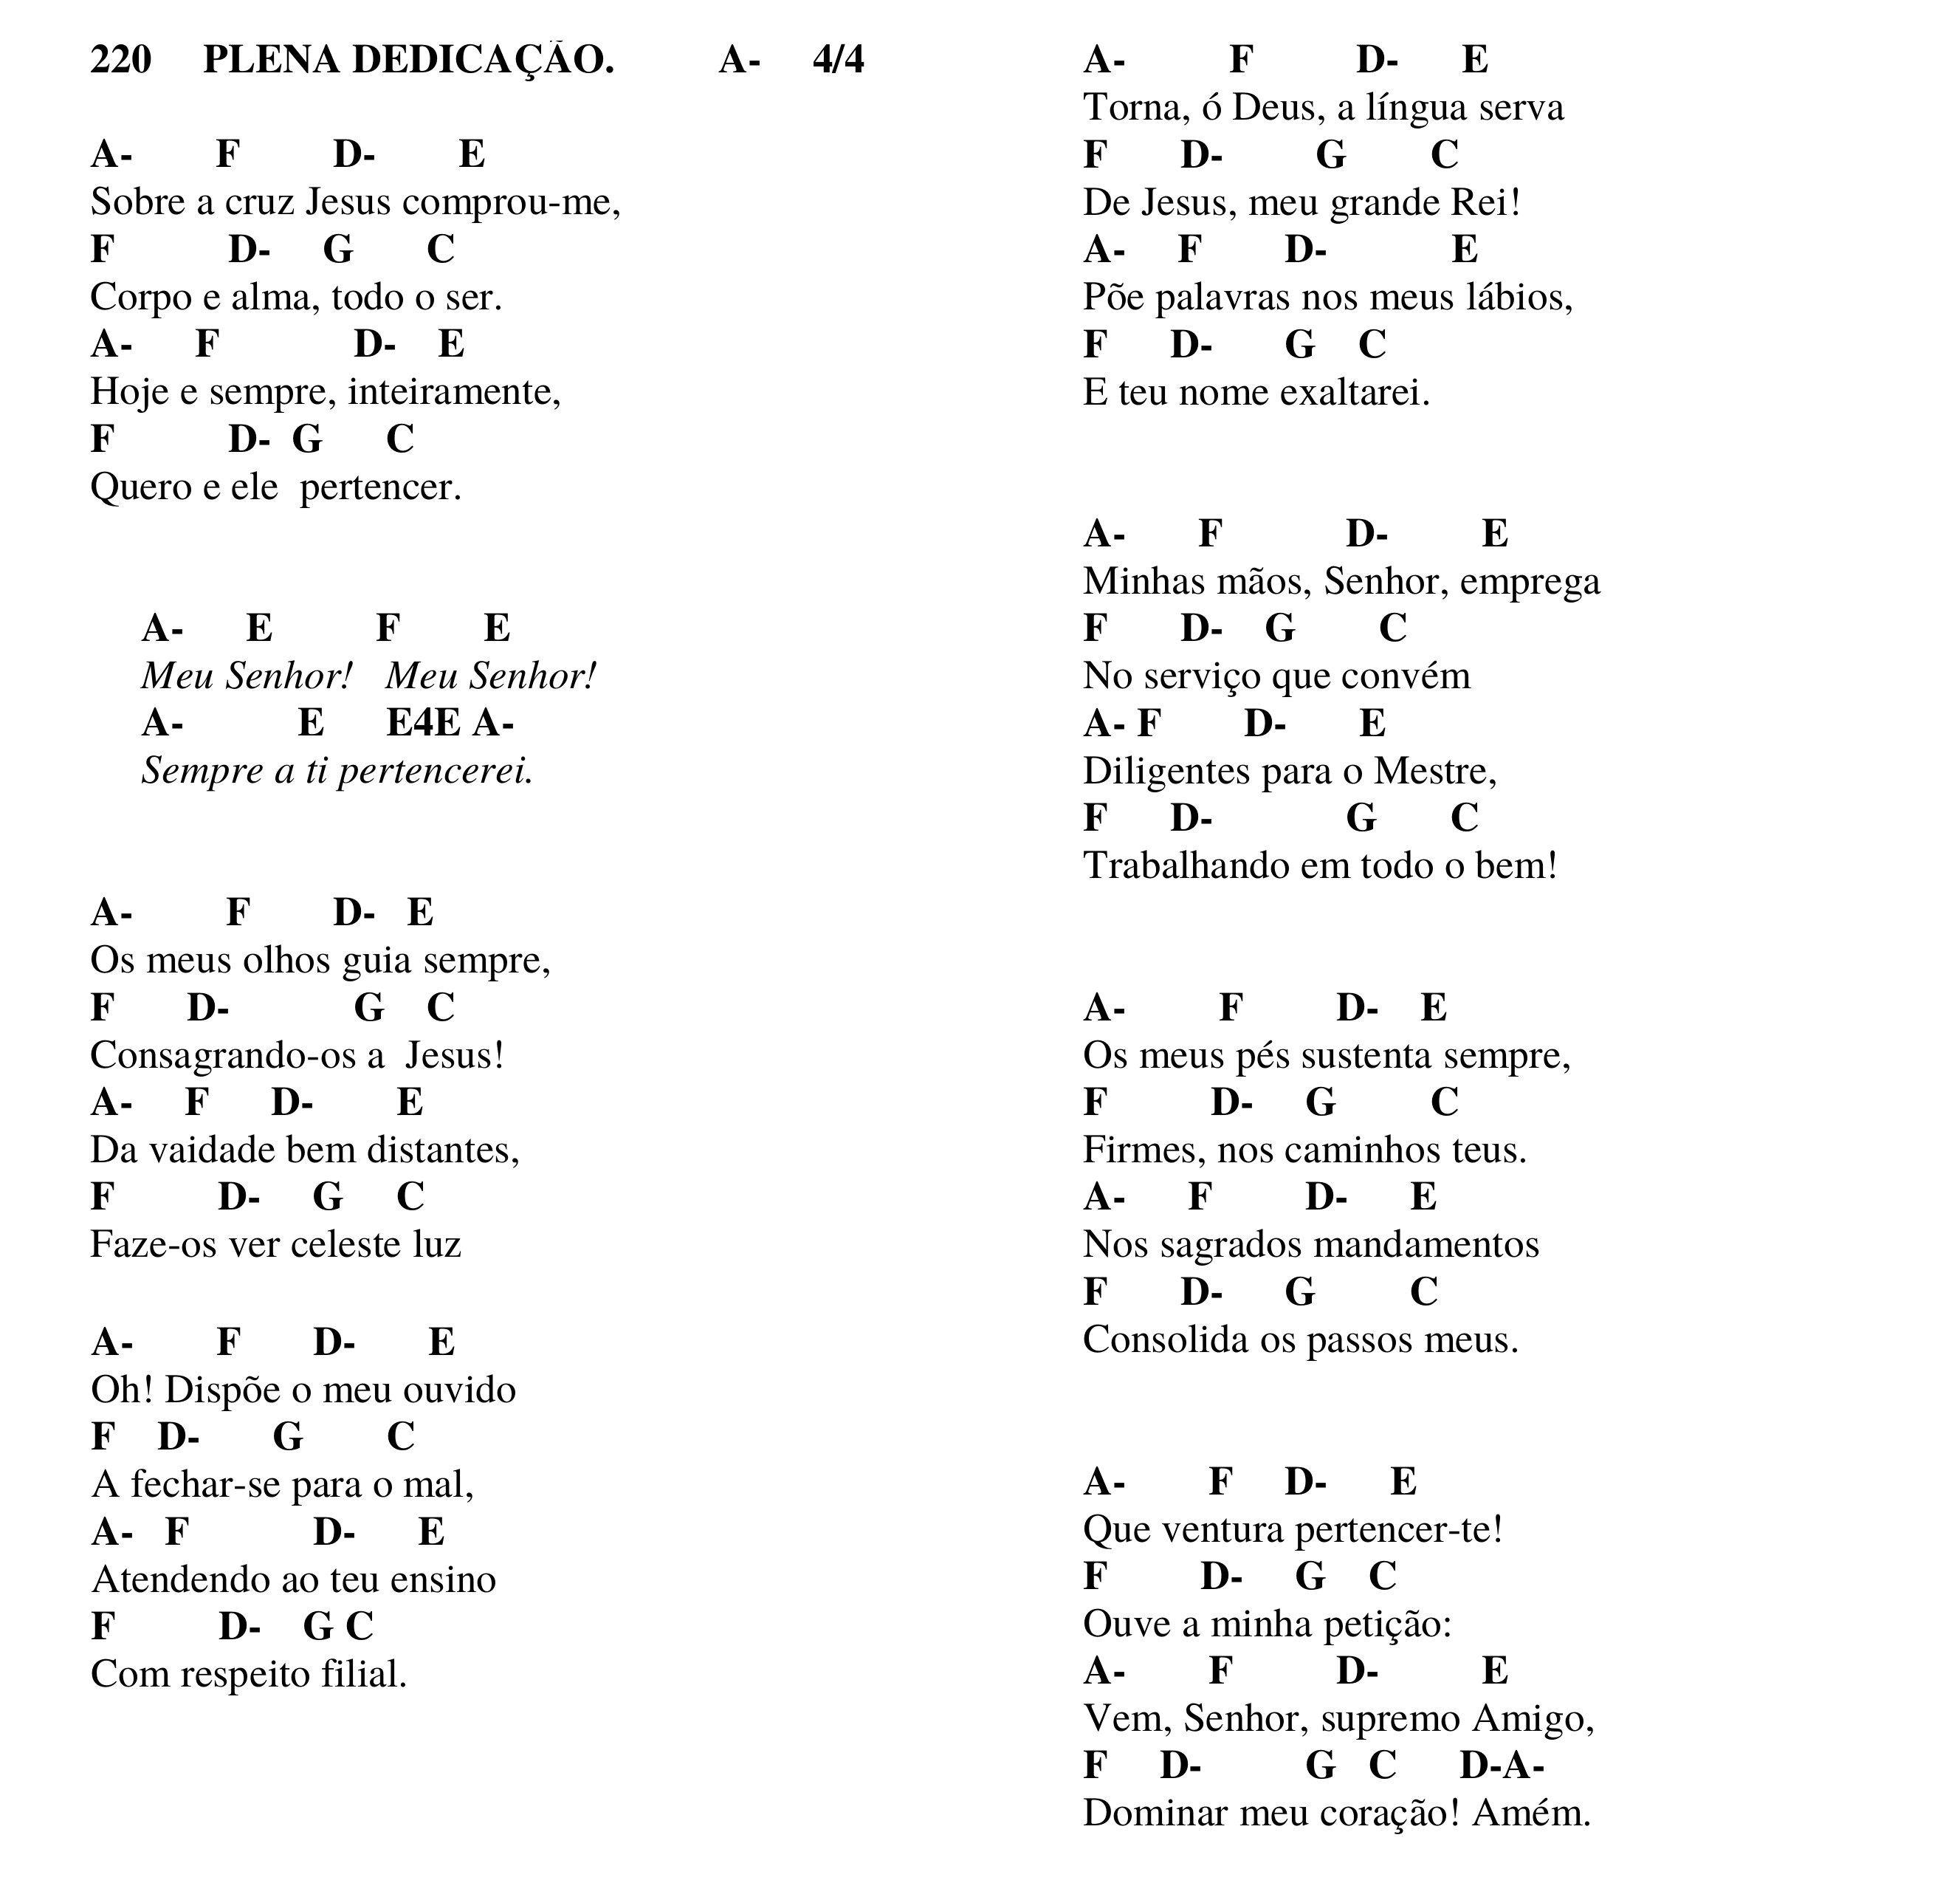 220 PLENA DEDICAÇÃO. A- 4/4
A- F D- E
Sobre a cruz Jesus comprou-me,
F D- G C
Corpo e alma, todo o ser.
A- F D- E
Hoje e sempre, inteiramente,
F D- G C
Quero e ele pertencer.
A- E F E
Meu Senhor! Meu Senhor!
A- E E4E A-
Sempre a ti pertencerei.
A- F D- E
Os meus olhos guia sempre,
F D- G C
Consagrando-os a Jesus!
A- F D- E
Da vaidade bem distantes,
F D- G C
Faze-os ver celeste luz
A- F D- E
Oh! Dispõe o meu ouvido
F D- G C
A fechar-se para o mal,
A- F D- E
Atendendo ao teu ensino
F D- G C
Com respeito filial.
A- F D- E
Torna, ó Deus, a língua serva
F D- G C
De Jesus, meu grande Rei!
A- F D- E
Põe palavras nos meus lábios,
F D- G C
E teu nome exaltarei.
A- F D- E
Minhas mãos, Senhor, emprega
F D- G C
No serviço que convém
A- F D- E
Diligentes para o Mestre,
F D- G C
Trabalhando em todo o bem!
A- F D- E
Os meus pés sustenta sempre,
F D- G C
Firmes, nos caminhos teus.
A- F D- E
Nos sagrados mandamentos
F D- G C
Consolida os passos meus.
A- F D- E
Que ventura pertencer-te!
F D- G C
Ouve a minha petição:
A- F D- E
Vem, Senhor, supremo Amigo,
F D- G C D-A-
Dominar meu coração! Amém.